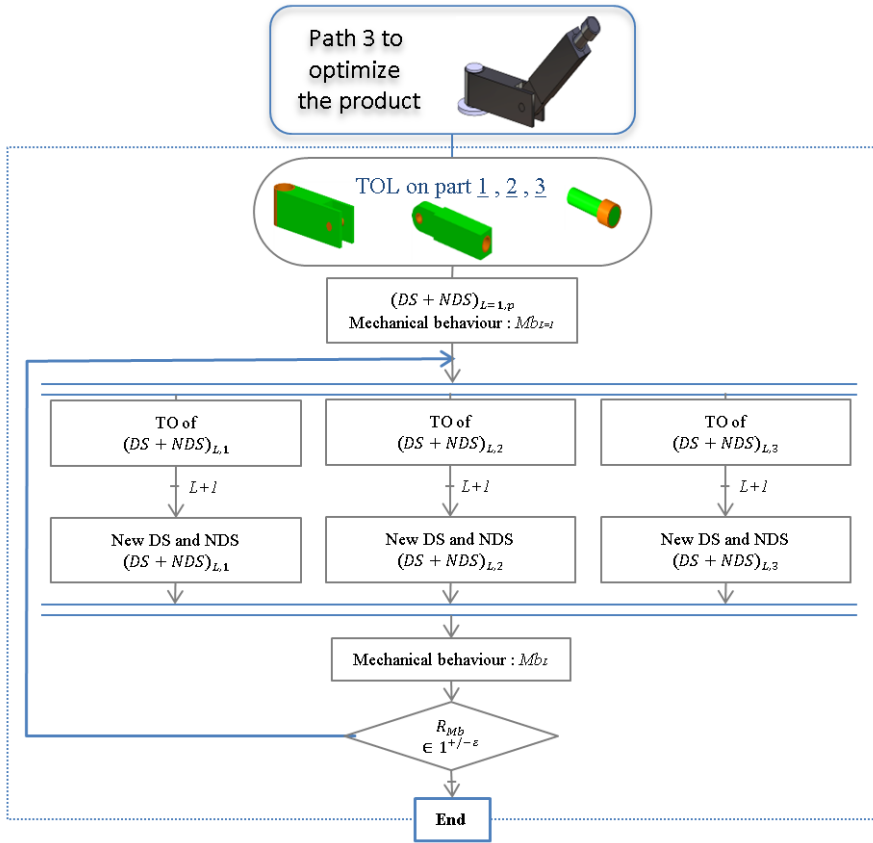 Path 3 to
optimize
the product
TOL on part 1 , 2 , 3
(DS + NDS)L=1,p
Mechanical behaviour : MbL=1
TO of
(DS + NDS)L,1
TO of
(DS + NDS)L,2
TO of
(DS + NDS)L,3
L+1
L+1
L+1
New DS and NDS
(DS + NDS)L,1
New DS and NDS
(DS + NDS)L,2
New DS and NDS
(DS + NDS)L,3
Mechanical behaviour : MbL
RMb
∈ 1+/−ε
End